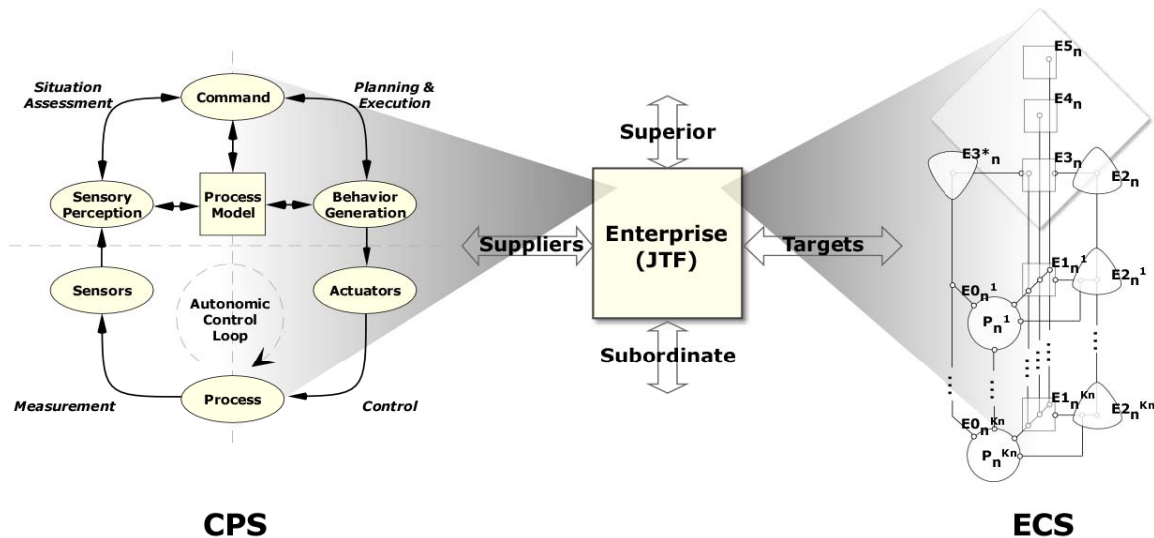 Situation
Assessment
Command
Planning &
Execution
Sensory
Perception
Process
Model
Behavior
Generation
Sensors
Autonomic
Control
Loop
Actuators
Measurement
Process
Control
CPS
Superior
Suppliers
Enterprise
(JTF)
Targets
Subordinate
E5n
E4n
E3*n
E3n
E2n
E1n1
E2n1
E0n1
Pn1
E1nKn
E2nKn
E0nKn
PnKn
ECS